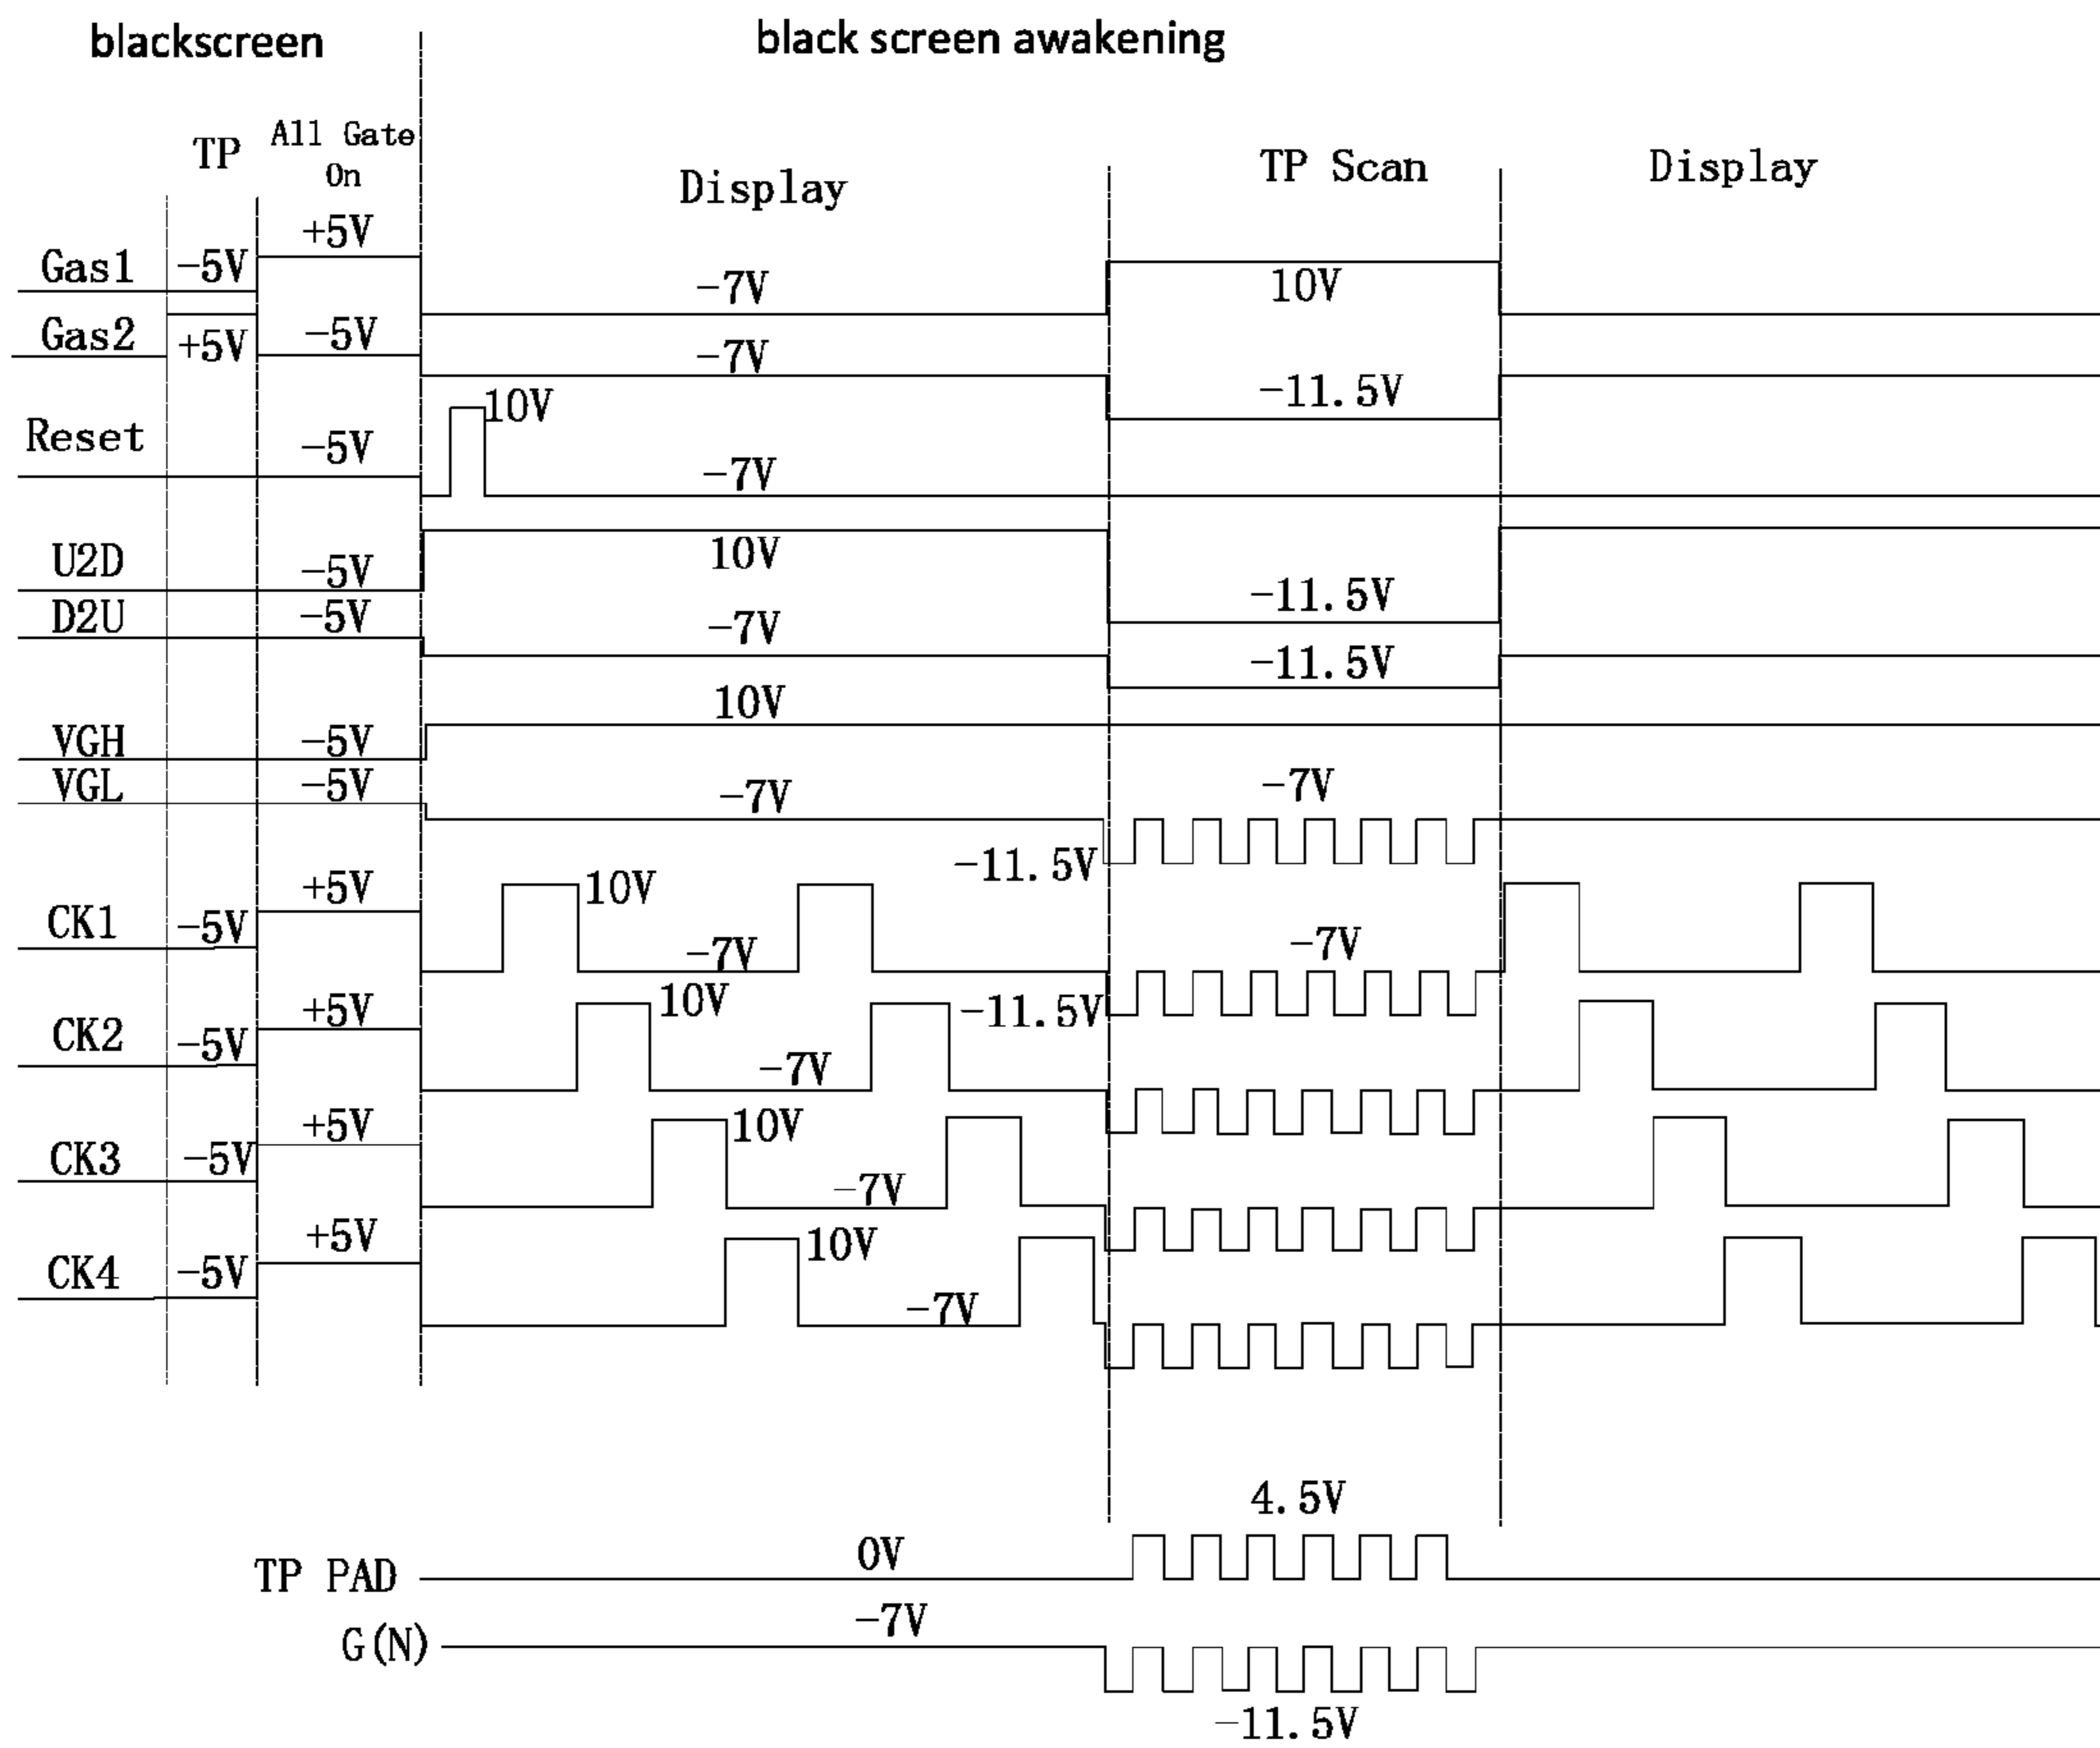 blackscreen black screen awakening
TP All Gate On Display TP Scan Display
Gas1 -5V +5V -7V 10V
Gas2 +5V -5V -7V -11.5V
Reset -5V 10V -7V
U2D -5V 10V -11.5V
D2U -5V -7V -11.5V
VGH -5V 10V
VGL -5V -7V -11.5V -7V
CK1 -5V +5V 10V -7V -11.5V -7V
CK2 -5V +5V 10V -7V
CK3 -5V +5V 10V -7V
CK4 -5V +5V 10V -7V
TP PAD 0V 4.5V
G(N) -7V -11.5V